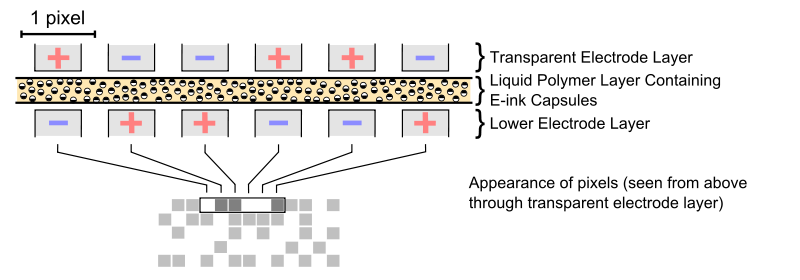 1 pixel
+ − − + + −
Transparent Electrode Layer
Liquid Polymer Layer Containing
E-ink Capsules
− + + − − +
Lower Electrode Layer
Appearance of pixels (seen from above
through transparent electrode layer)